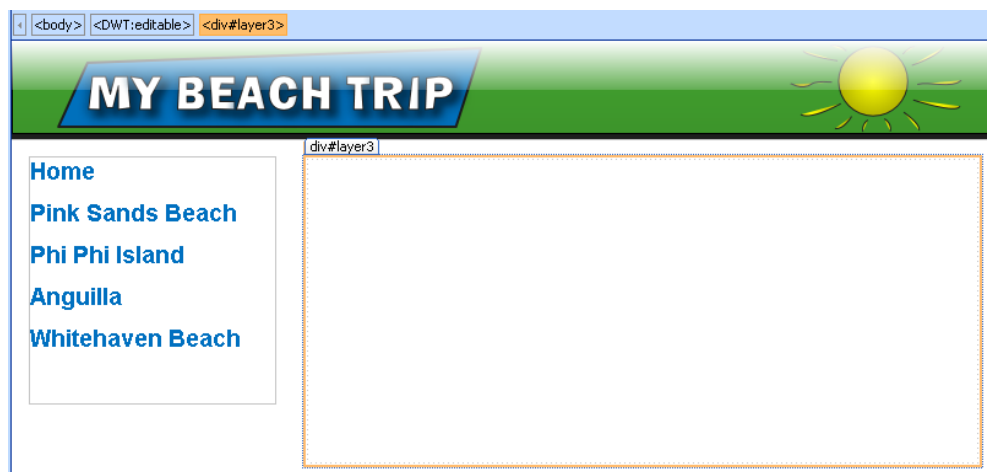 <body> <DWT:editable> <div#layer3>
MY BEACH TRIP
div#layer3
Home
Pink Sands Beach
Phi Phi Island
Anguilla
Whitehaven Beach